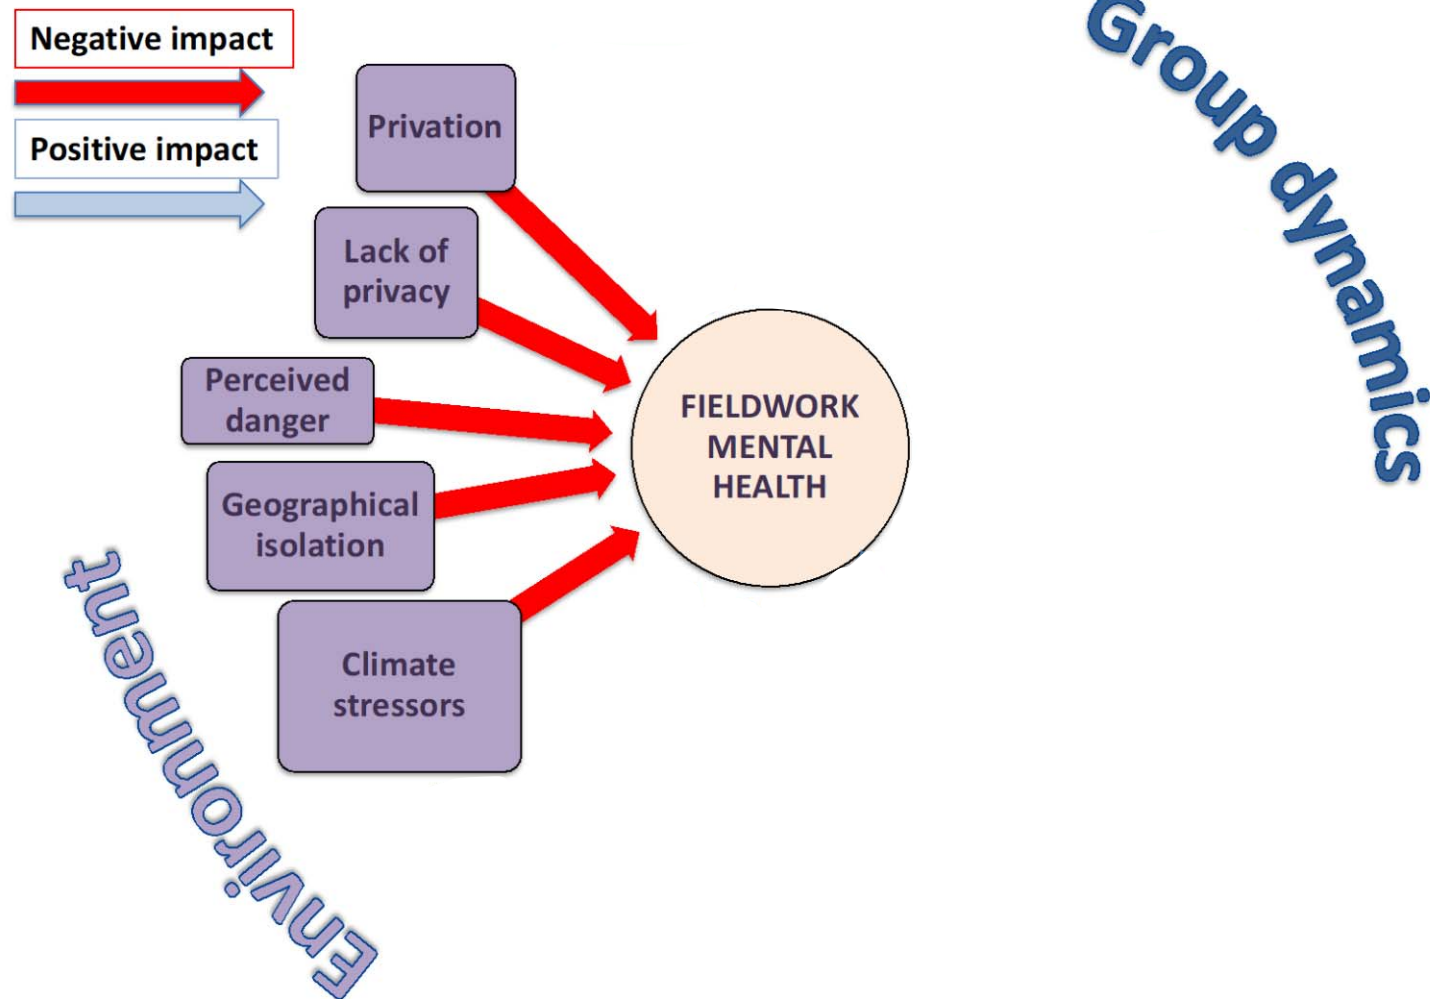 Negative impact
Positive impact
Privation
Lack of
privacy
Perceived
danger
Geographical
isolation
Climate
stressors
FIELDWORK
MENTAL
HEALTH
Group dynamics
Environment